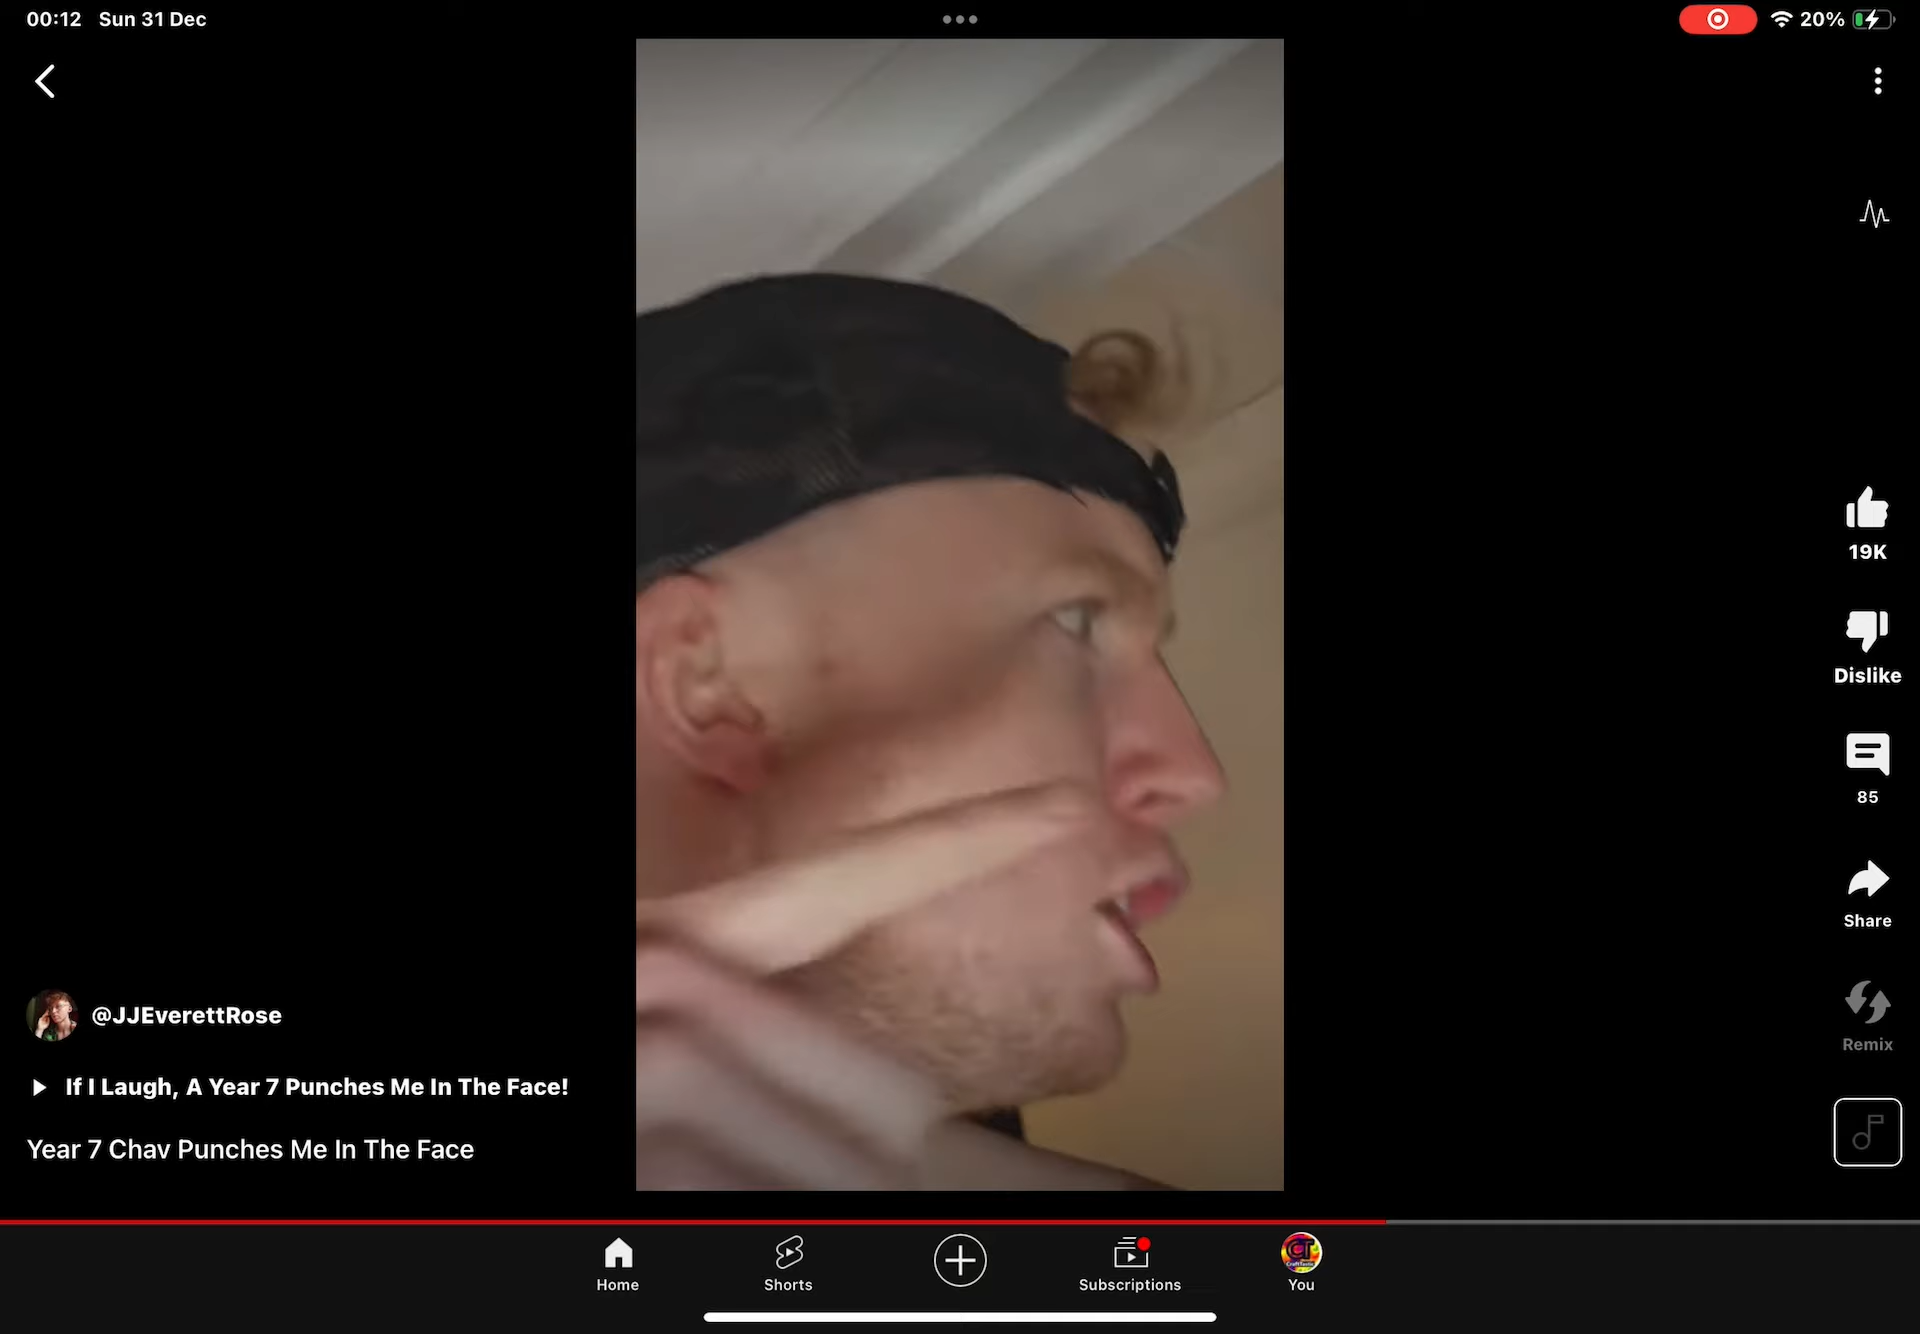 00:12 Sun 31 Dec
20%
19K
Dislike
85
Share
Remix
@JJEverettRose
If I Laugh, A Year 7 Punches Me In The Face!
Year 7 Chav Punches Me In The Face
Home
Shorts
Subscriptions
You